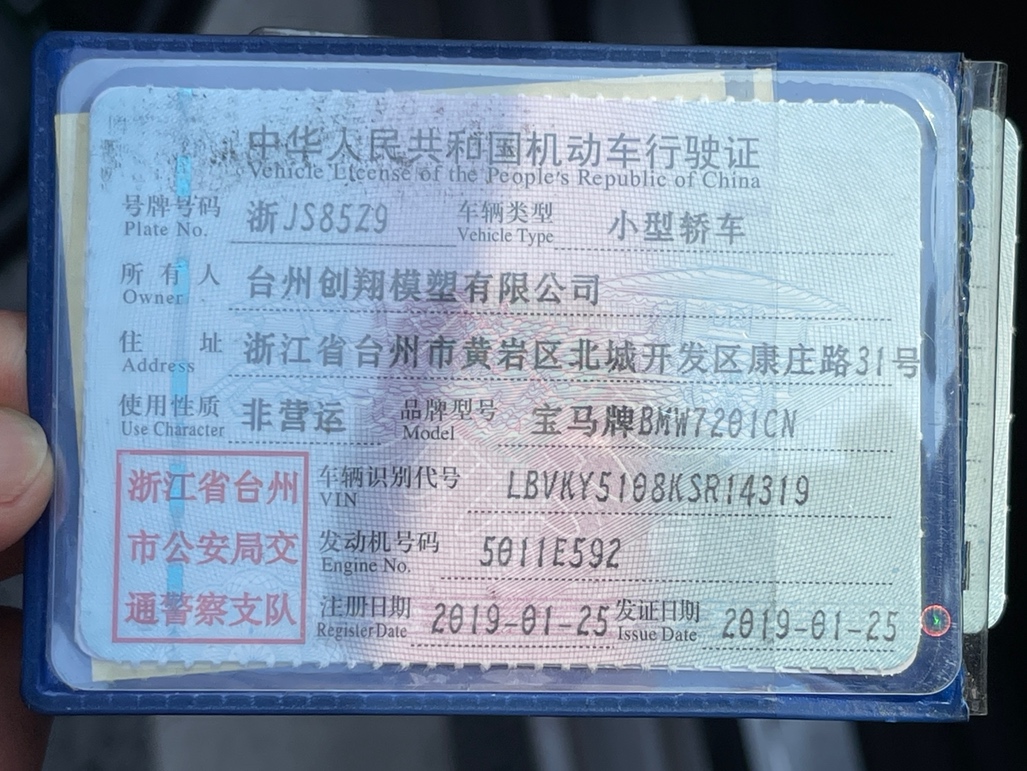 中华人民共和国机动车行驶证
Vehicle License of the People's Republic of China
号牌号码 浙JS85Z9 车辆类型 小型轿车
Plate No. Vehicle Type
所有人 台州创翔模塑有限公司
Owner
住址 浙江省台州市黄岩区北城开发区康庄路31号
Address
使用性质 非营运 品牌型号 宝马牌BMW7201CN
Use Character Model
浙江省台州 车辆识别代号 LBVKY5108KSR14319
VIN
市公安局交 发动机号码 5011E592
Engine No.
通警察支队 注册日期 2019-01-25 发证日期 2019-01-25
Register Date Issue Date